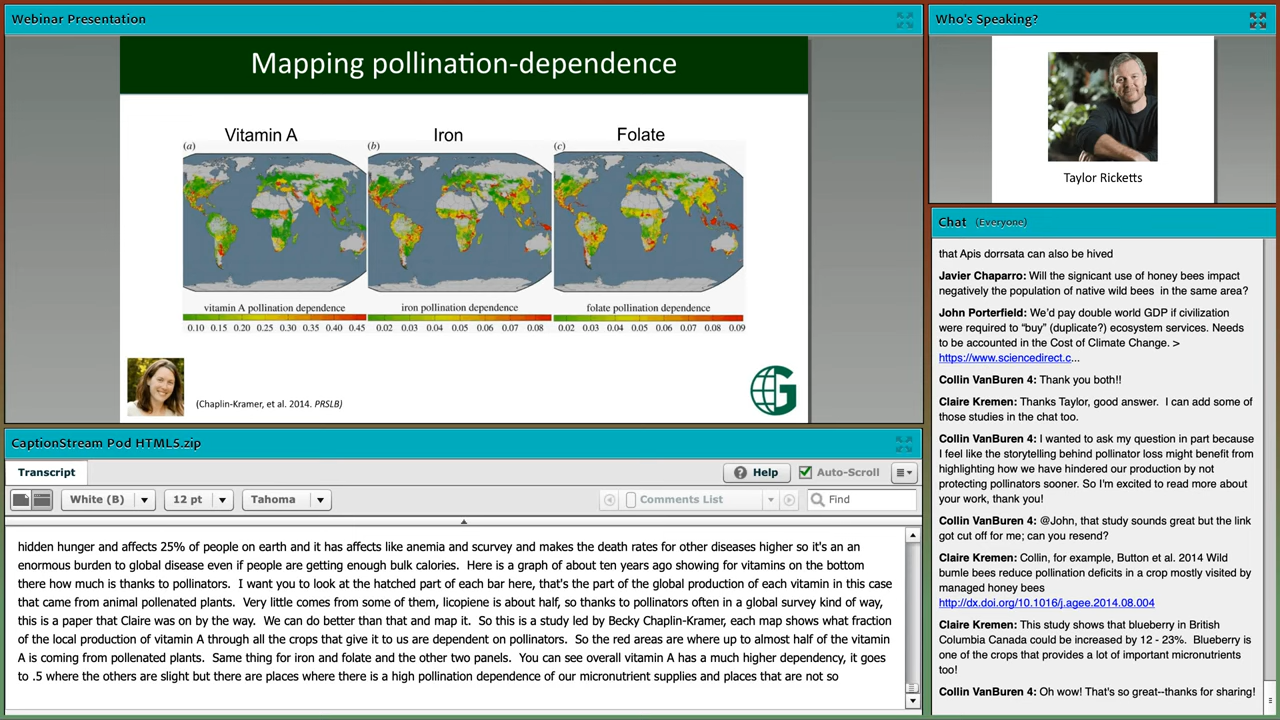 Webinar Presentation
Mapping pollination-dependence
Vitamin A
Iron
Folate
(a)
(b)
(c)
vitamin A pollination dependence
iron pollination dependence
folate pollination dependence
0.10 0.15 0.20 0.25 0.30 0.35 0.40 0.45
0.02 0.03 0.04 0.05 0.06 0.07 0.08
0.02 0.03 0.04 0.05 0.06 0.07 0.08 0.09
(Chaplin-Kramer, et al. 2014. PRSLB)
G
Who's Speaking?
Taylor Ricketts
CaptionStream Pod HTML5.zip
Transcript
Help
Auto-Scroll
White (B)
12 pt
Tahoma
Comments List
Find
hidden hunger and affects 25% of people on earth and it has affects like anemia and scurvey and makes the death rates for other diseases higher so it's an an
enormous burden to global disease even if people are getting enough bulk calories.  Here is a graph of about ten years ago showing for vitamins on the bottom
there how much is thanks to pollinators.  I want you to look at the hatched part of each bar here, that's the part of the global production of each vitamin in this case
that came from animal pollenated plants.  Very little comes from some of them, licopiene is about half, so thanks to pollinators often in a global survey kind of way,
this is a paper that Claire was on by the way.  We can do better than that and map it.  So this is a study led by Becky Chaplin-Kramer, each map shows what fraction
of the local production of vitamin A through all the crops that give it to us are dependent on pollinators.  So the red areas are where up to almost half of the vitamin
A is coming from pollenated plants.  Same thing for iron and folate and the other two panels.  You can see overall vitamin A has a much higher dependency, it goes
to .5 where the others are slight but there are places where there is a high pollination dependence of our micronutrient supplies and places that are not so
Chat (Everyone)
that Apis dorrsata can also be hived
Javier Chaparro: Will the signicant use of honey bees impact
negatively the population of native wild bees in the same area?
John Porterfield: We'd pay double world GDP if civilization
were required to "buy" (duplicate?) ecosystem services. Needs
to be accounted in the Cost of Climate Change. >
https://www.sciencedirect.c...
Collin VanBuren 4: Thank you both!!
Claire Kremen: Thanks Taylor, good answer. I can add some of
those studies in the chat too.
Collin VanBuren 4: I wanted to ask my question in part because
I feel like the storytelling behind pollinator loss might benefit from
highlighting how we have hindered our production by not
protecting pollinators sooner. So I'm excited to read more about
your work, thank you!
Collin VanBuren 4: @John, that study sounds great but the link
got cut off for me; can you resend?
Claire Kremen: Collin, for example, Button et al. 2014 Wild
bumle bees reduce pollination deficits in a crop mostly visited by
managed honey bees
http://dx.doi.org/10.1016/j.agee.2014.08.004
Claire Kremen: This study shows that blueberry in British
Columbia Canada could be increased by 12 - 23%. Blueberry is
one of the crops that provides a lot of important micronutrients
too!
Collin VanBuren 4: Oh wow! That's so great--thanks for sharing!